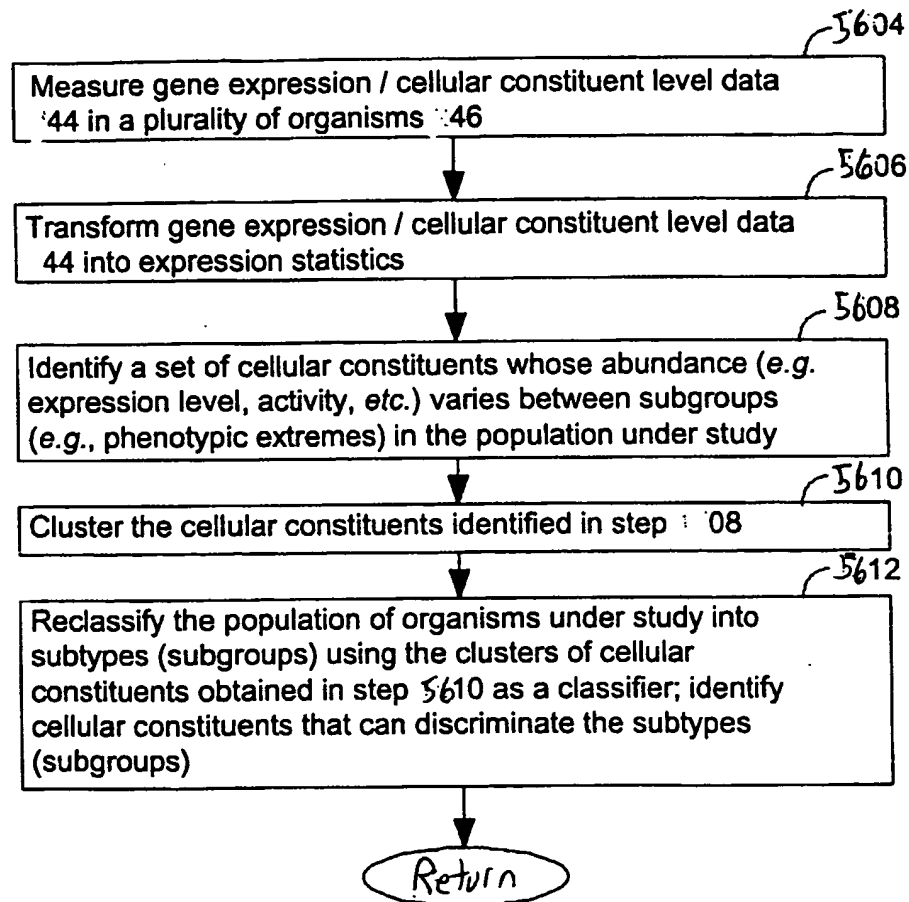 5604
Measure gene expression / cellular constituent level data
44 in a plurality of organisms 46
5606
Transform gene expression / cellular constituent level data
44 into expression statistics
5608
Identify a set of cellular constituents whose abundance (e.g.
expression level, activity, etc.) varies between subgroups
(e.g., phenotypic extremes) in the population under study
5610
Cluster the cellular constituents identified in step 08
5612
Reclassify the population of organisms under study into
subtypes (subgroups) using the clusters of cellular
constituents obtained in step 5610 as a classifier; identify
cellular constituents that can discriminate the subtypes
(subgroups)
Return